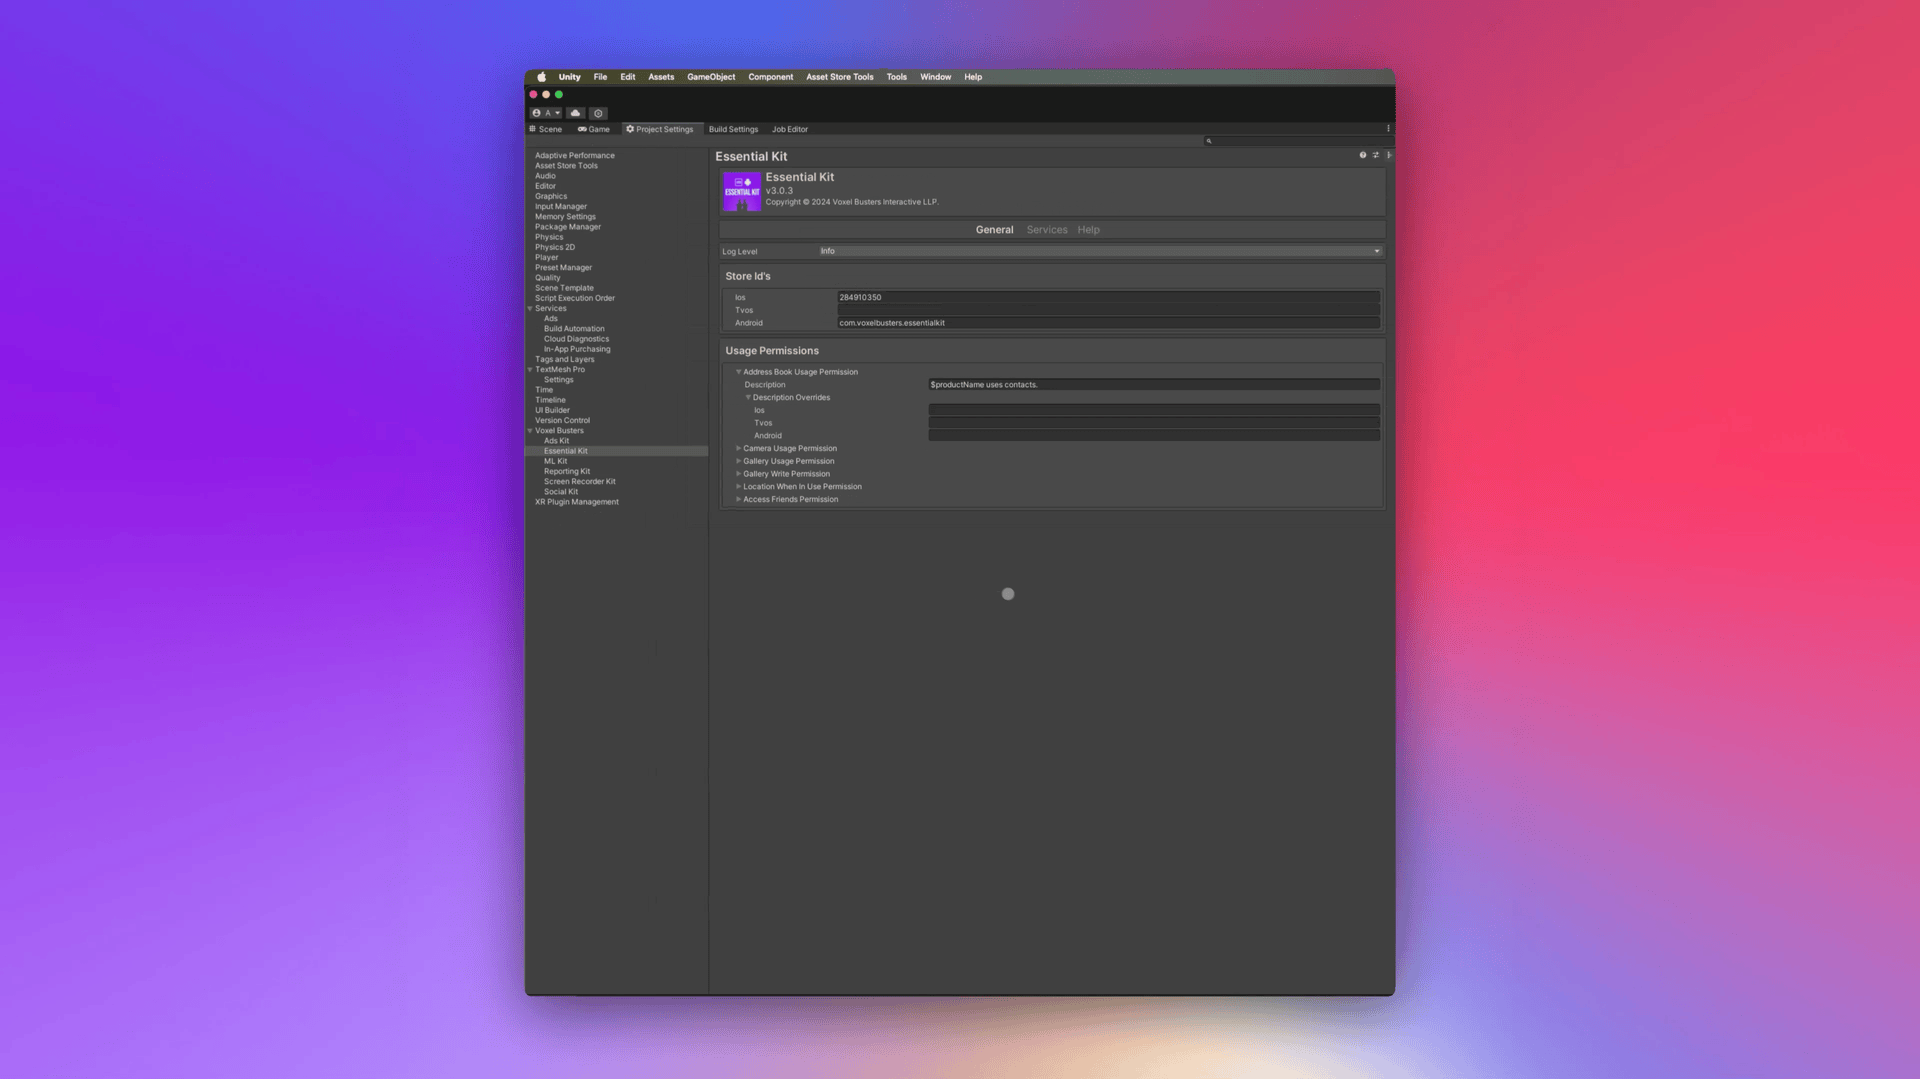 Unity File Edit Assets GameObject Component Asset Store Tools Tools Window Help
A
Scene Game Project Settings Build Settings Job Editor
Adaptive Performance
Asset Store Tools
Audio
Editor
Graphics
Input Manager
Memory Settings
Package Manager
Physics
Physics 2D
Player
Preset Manager
Quality
Scene Template
Script Execution Order
Services
Ads
Build Automation
Cloud Diagnostics
In-App Purchasing
Tags and Layers
TextMesh Pro
Settings
Time
Timeline
UI Builder
Version Control
Voxel Busters
Ads Kit
Essential Kit
ML Kit
Reporting Kit
Screen Recorder Kit
Social Kit
XR Plugin Management
Essential Kit
ESSENTIAL KIT
Essential Kit
v3.0.3
Copyright © 2024 Voxel Busters Interactive LLP.
General Services Help
Log Level Info
Store Id's
Ios 284910350
Tvos
Android com.voxelbusters.essentialkit
Usage Permissions
Address Book Usage Permission
Description $productName uses contacts.
Description Overrides
Ios
Tvos
Android
Camera Usage Permission
Gallery Usage Permission
Gallery Write Permission
Location When In Use Permission
Access Friends Permission